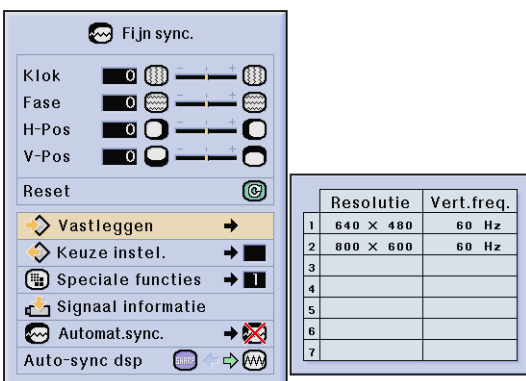 Fijn sync.
Klok 0 - +
Fase 0 - +
H-Pos 0 - +
V-Pos 0 - +
Reset
Vastleggen
Keuze instel.
Speciale functies 1
Signaal informatie
Automat.sync.
Auto-sync dsp SHARP
Resolutie Vert.freq.
1 640 × 480 60 Hz
2 800 × 600 60 Hz
3
4
5
6
7